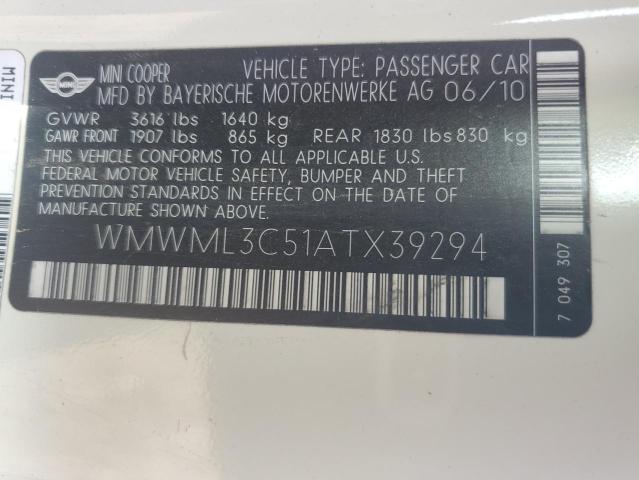 MINI
MINI
MINI COOPER VEHICLE TYPE: PASSENGER CAR
MFD BY BAYERISCHE MOTORENWERKE AG 06/10
GVWR 3616 lbs 1640 kg
GAWR FRONT 1907 lbs 865 kg REAR 1830 lbs 830 kg
THIS VEHICLE CONFORMS TO ALL APPLICABLE U.S.
FEDERAL MOTOR VEHICLE SAFETY, BUMPER AND THEFT
PREVENTION STANDARDS IN EFFECT ON THE DATE OF
MANUFACTURE SHOWN ABOVE.
WMWML3C51ATX39294
7 049 307